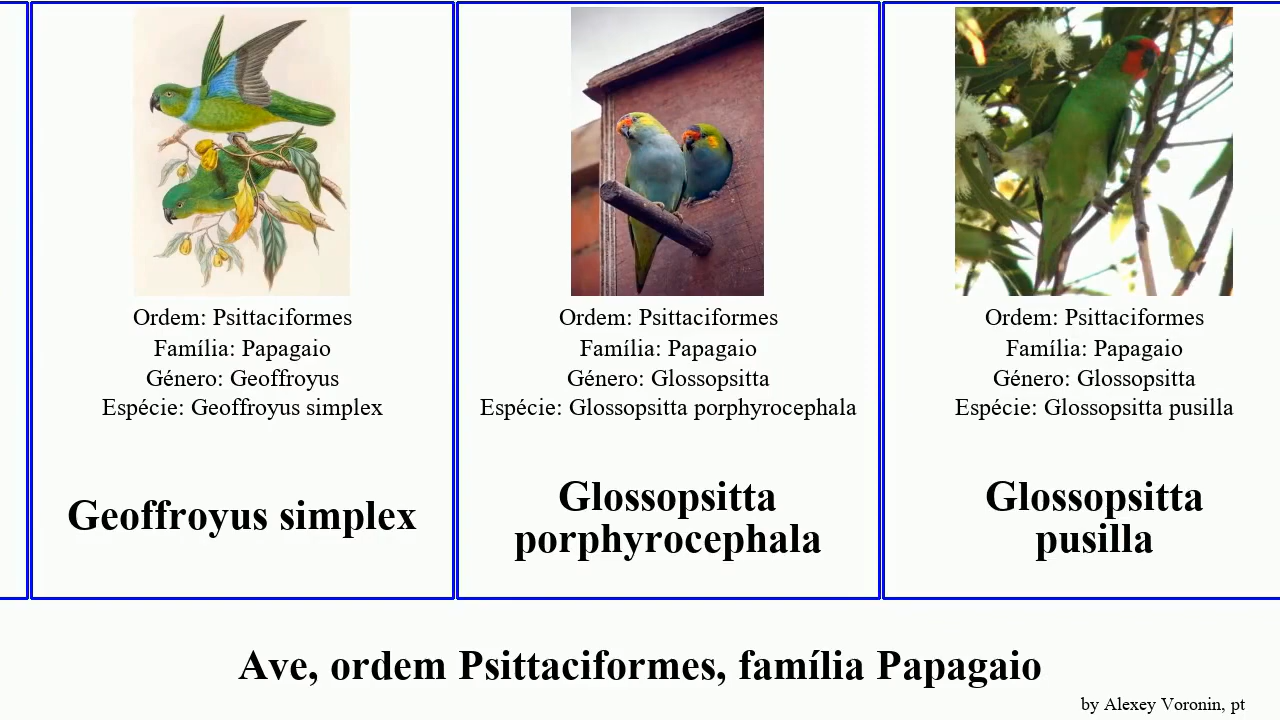 Ordem: Psittaciformes
Família: Papagaio
Género: Geoffroyus
Espécie: Geoffroyus simplex
Geoffroyus simplex
Ordem: Psittaciformes
Família: Papagaio
Género: Glossopsitta
Espécie: Glossopsitta porphyrocephala
Glossopsitta
porphyrocephala
Ordem: Psittaciformes
Família: Papagaio
Género: Glossopsitta
Espécie: Glossopsitta pusilla
Glossopsitta
pusilla
Ave, ordem Psittaciformes, família Papagaio
by Alexey Voronin, pt